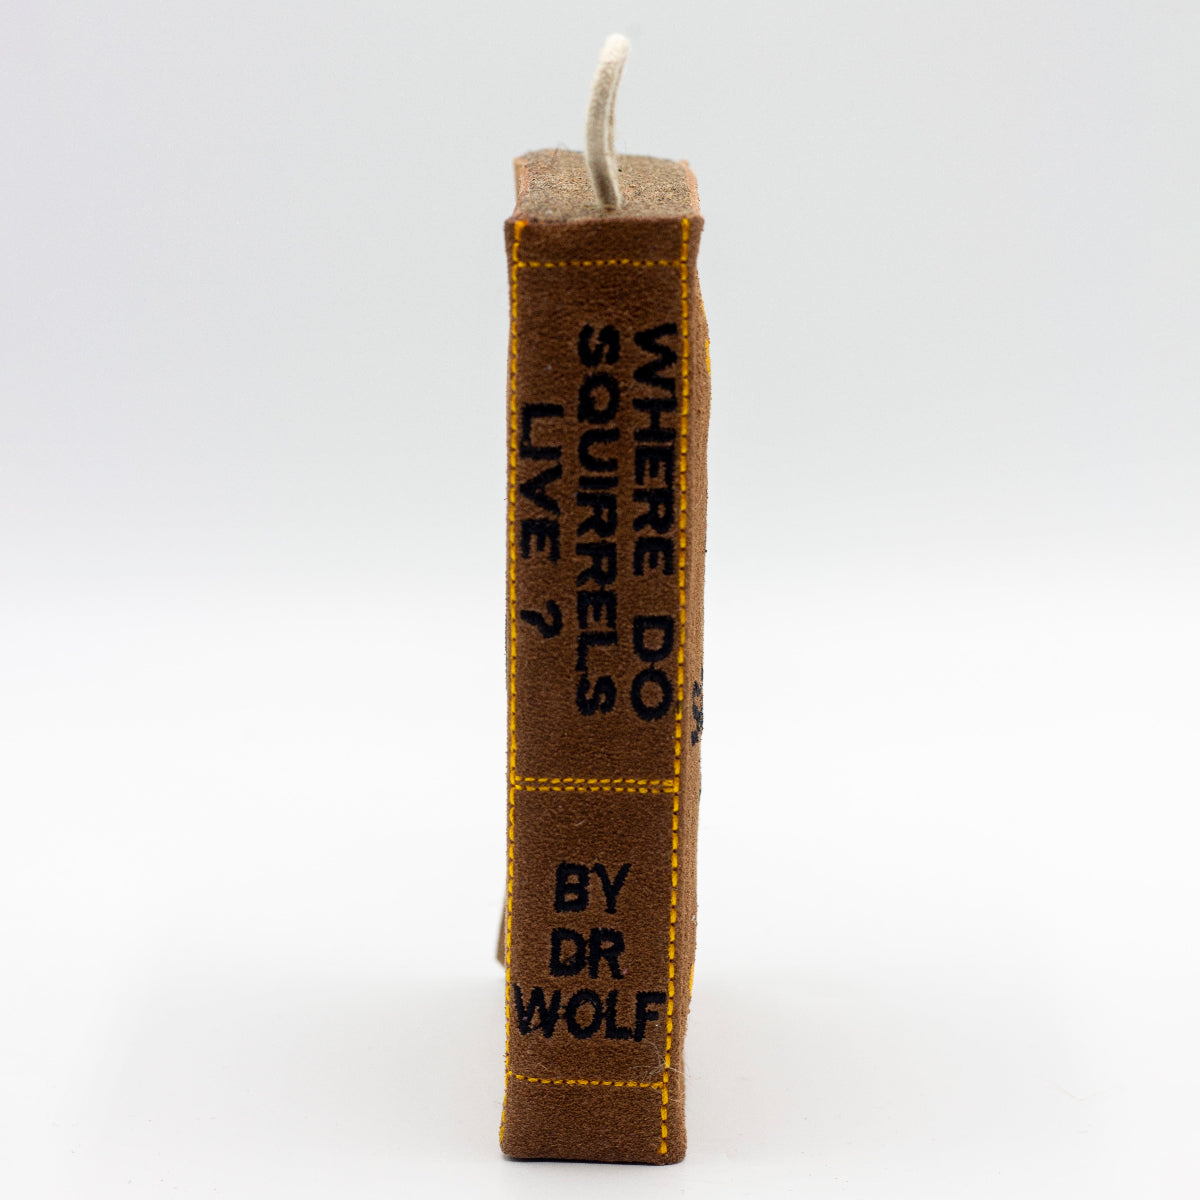 WHERE DO
SQUIRRELS
LIVE ?
BY
DR
WOLF